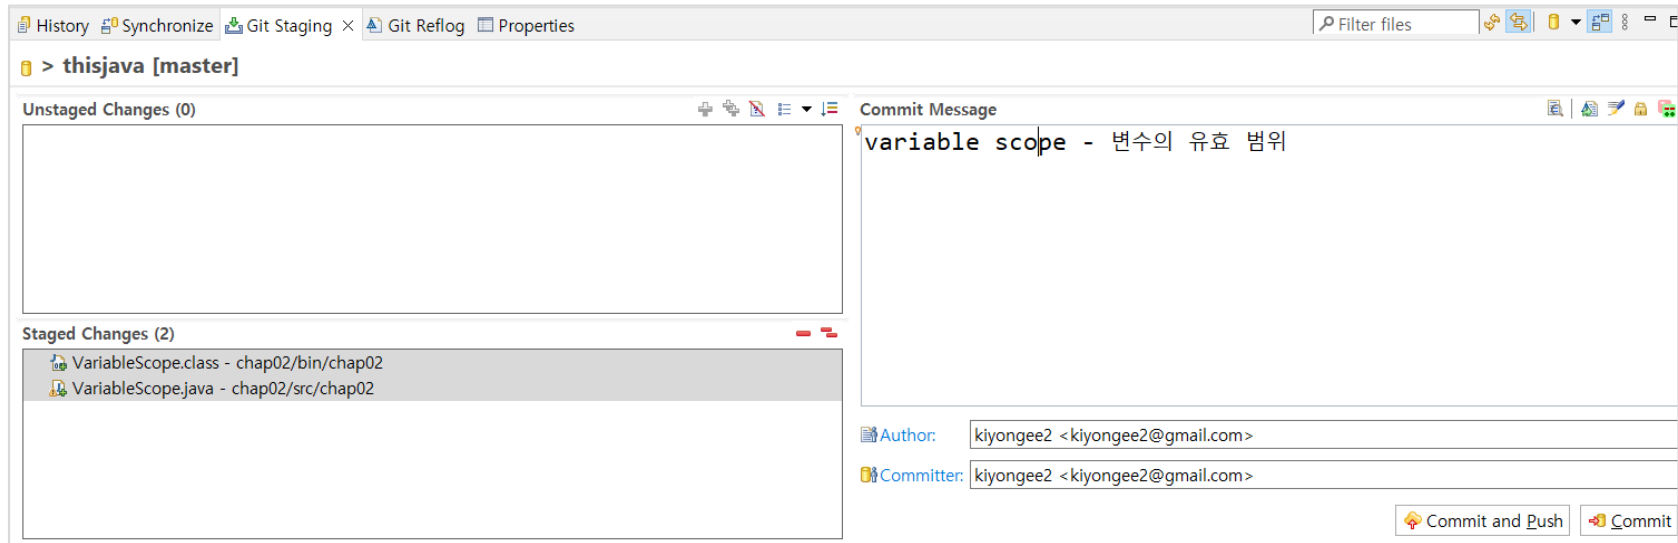 History Synchronize Git Staging Git Reflog Properties Filter files
> thisjava [master]
Unstaged Changes (0)
Commit Message
variable scope - 변수의 유효 범위
Staged Changes (2)
VariableScope.class - chap02/bin/chap02
VariableScope.java - chap02/src/chap02
Author: kiyongee2 <kiyongee2@gmail.com>
Committer: kiyongee2 <kiyongee2@gmail.com>
Commit and Push Commit